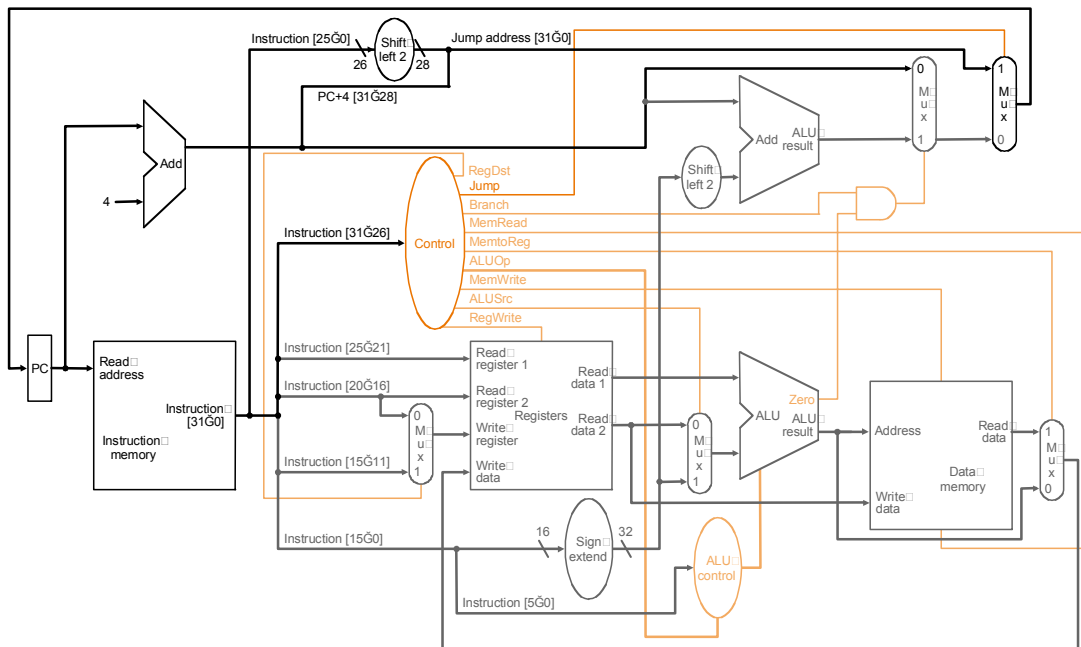 Instruction [25Ğ0]
26
Shift
left 2
28
Jump address [31Ğ0]
PC+4 [31Ğ28]
Add
4
0
M
u
x
1
1
M
u
x
0
Add
ALU
result
Shift
left 2
Instruction [31Ğ26]
Control
RegDst
Jump
Branch
MemRead
MemtoReg
ALUOp
MemWrite
ALUSrc
RegWrite
PC
Read
address
Instruction
[31Ğ0]
Instruction
memory
Instruction [25Ğ21]
Instruction [20Ğ16]
Instruction [15Ğ11]
0
M
u
x
1
Read
register 1
Read
register 2
Registers
Write
register
Write
data
Read
data 1
Read
data 2
0
M
u
x
1
Zero
ALU
ALU
result
Address
Read
data
Data
memory
Write
data
1
M
u
x
0
Instruction [15Ğ0]
16
Sign
extend
32
ALU
control
Instruction [5Ğ0]